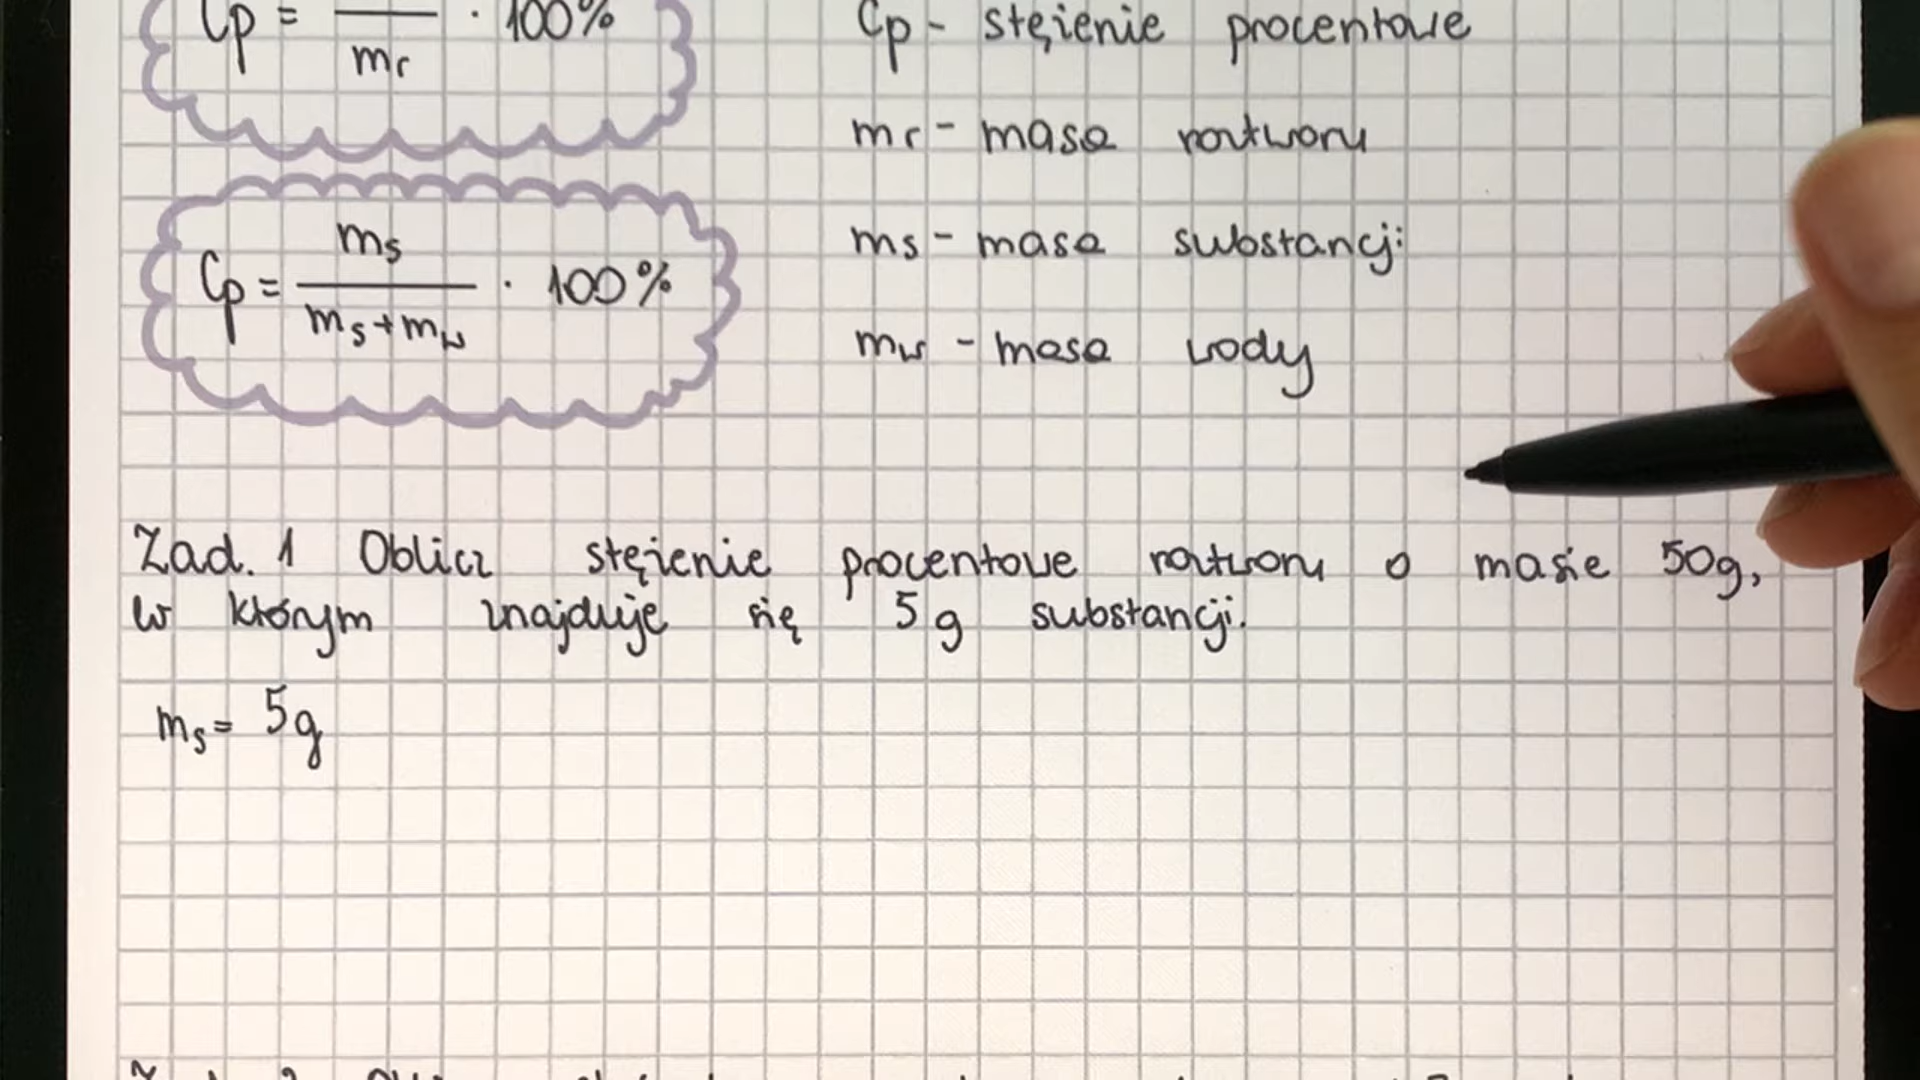 Cp = ── mr · 100%
Cp - stężenie procentowe
mr - masa roztworu
Cp = ms / ms + mw · 100%
ms - masa substancji
mw - masa wody
Zad. 1 Oblicz stężenie procentowe roztworu o masie 50g,
w którym znajduje się 5g substancji.
ms = 5g